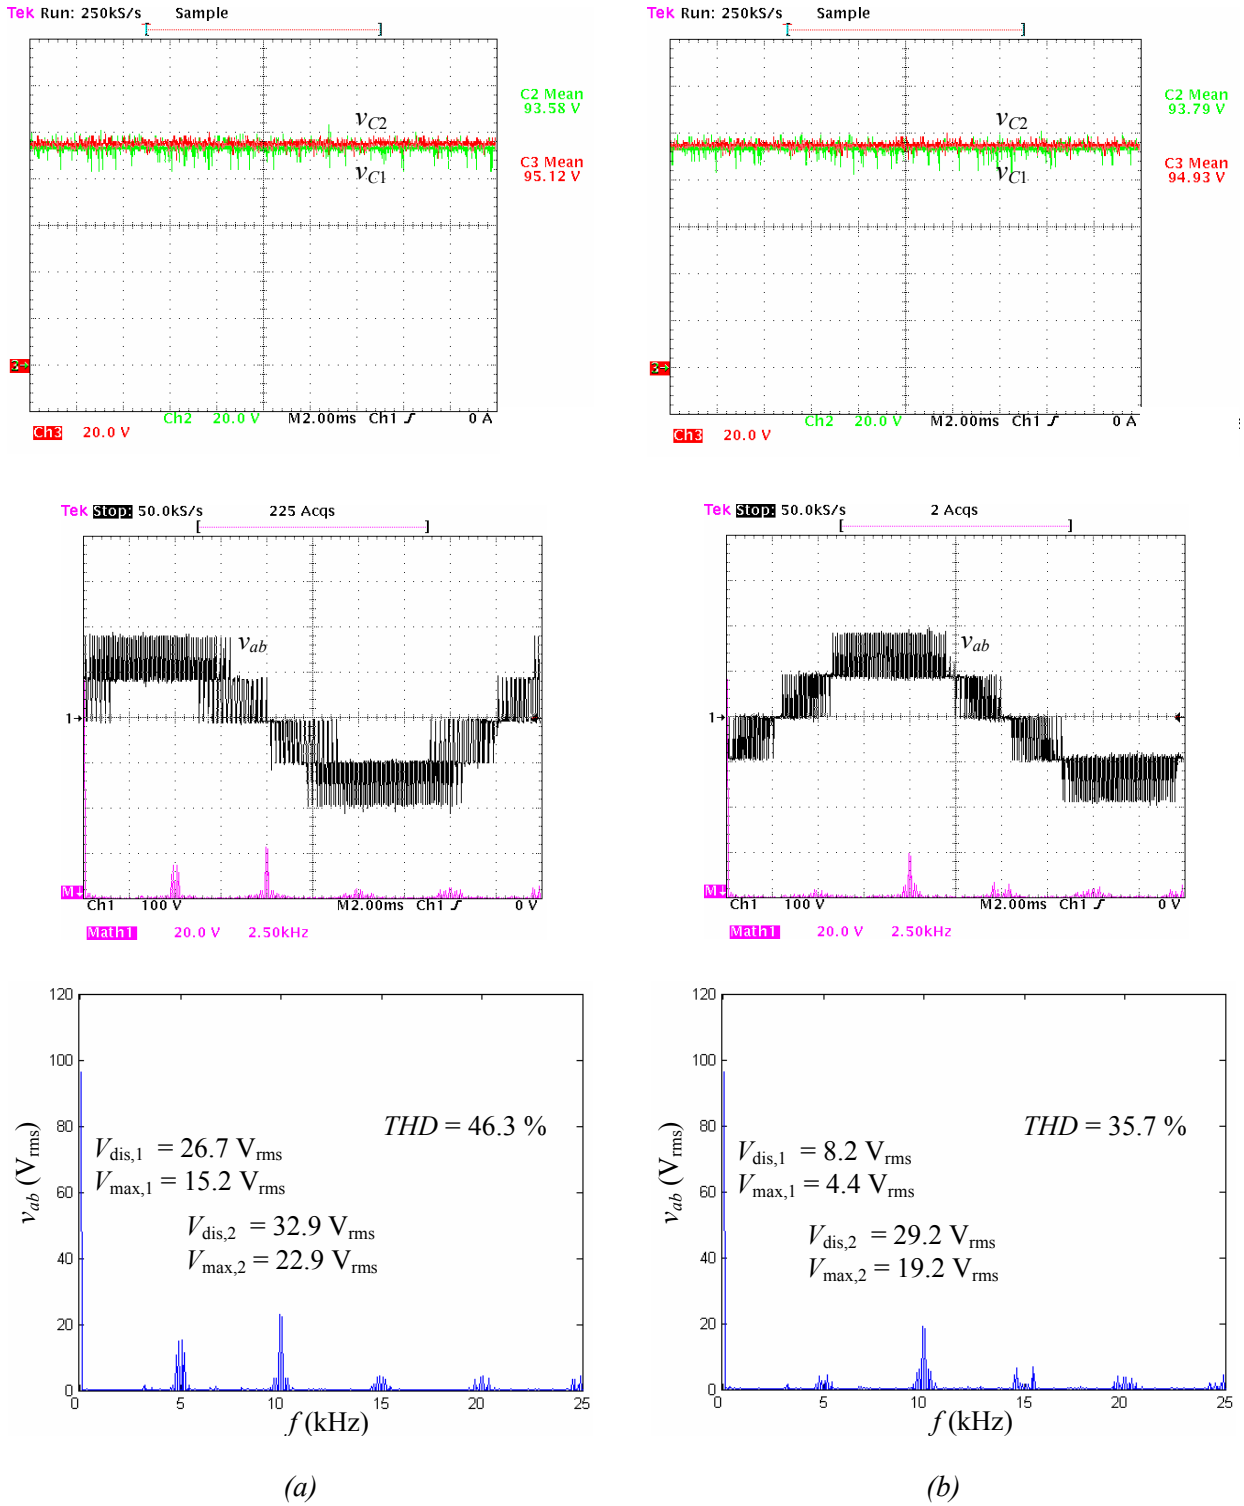 Tek Run: 250kS/s Sample
C2 Mean
93.58 V
vC2
C3 Mean
95.12 V
vC1
3→
Ch2 20.0 V M2.00ms Ch1 ƒ 0 A
Ch3 20.0 V
Tek Run: 250kS/s Sample
C2 Mean
93.79 V
vC2
C3 Mean
94.93 V
vC1
3→
Ch2 20.0 V M2.00ms Ch1 ƒ 0 A
Ch3 20.0 V
Tek Stop: 50.0kS/s 225 Acqs
vab
1→
M↓
Ch1 100 V M2.00ms Ch1 ƒ 0 V
Math1 20.0 V 2.50kHz
Tek Stop: 50.0kS/s 2 Acqs
vab
1→
M↓
Ch1 100 V M2.00ms Ch1 ƒ 0 V
Math1 20.0 V 2.50kHz
120
100
80
60
40
20
0
vab (Vrms)
THD = 46.3 %
Vdis,1 = 26.7 Vrms
Vmax,1 = 15.2 Vrms
Vdis,2 = 32.9 Vrms
Vmax,2 = 22.9 Vrms
0 5 10 15 20 25
f (kHz)
(a)
120
100
80
60
40
20
0
vab (Vrms)
THD = 35.7 %
Vdis,1 = 8.2 Vrms
Vmax,1 = 4.4 Vrms
Vdis,2 = 29.2 Vrms
Vmax,2 = 19.2 Vrms
0 5 10 15 20 25
f (kHz)
(b)